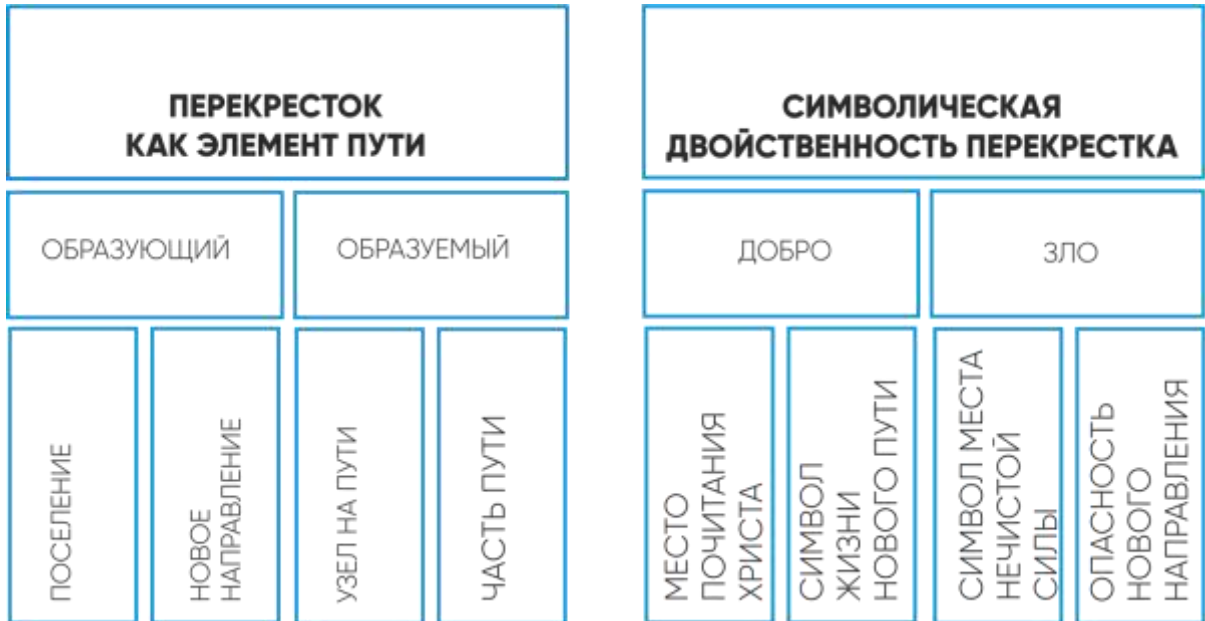 ПЕРЕКРЕСТОК
КАК ЭЛЕМЕНТ ПУТИ
ОБРАЗУЮЩИЙ
ОБРАЗУЕМЫЙ
ПОСЕЛЕНИЕ
НОВОЕ
НАПРАВЛЕНИЕ
УЗЕЛ НА ПУТИ
ЧАСТЬ ПУТИ
СИМВОЛИЧЕСКАЯ
ДВОЙСТВЕННОСТЬ ПЕРЕКРЕСТКА
ДОБРО
ЗЛО
МЕСТО
ПОЧИТАНИЯ
ХРИСТА
СИМВОЛ
ЖИЗНИ
НОВОГО ПУТИ
СИМВОЛ МЕСТА
НЕЧИСТОЙ
СИЛЫ
ОПАСНОСТЬ
НОВОГО
НАПРАВЛЕНИЯ